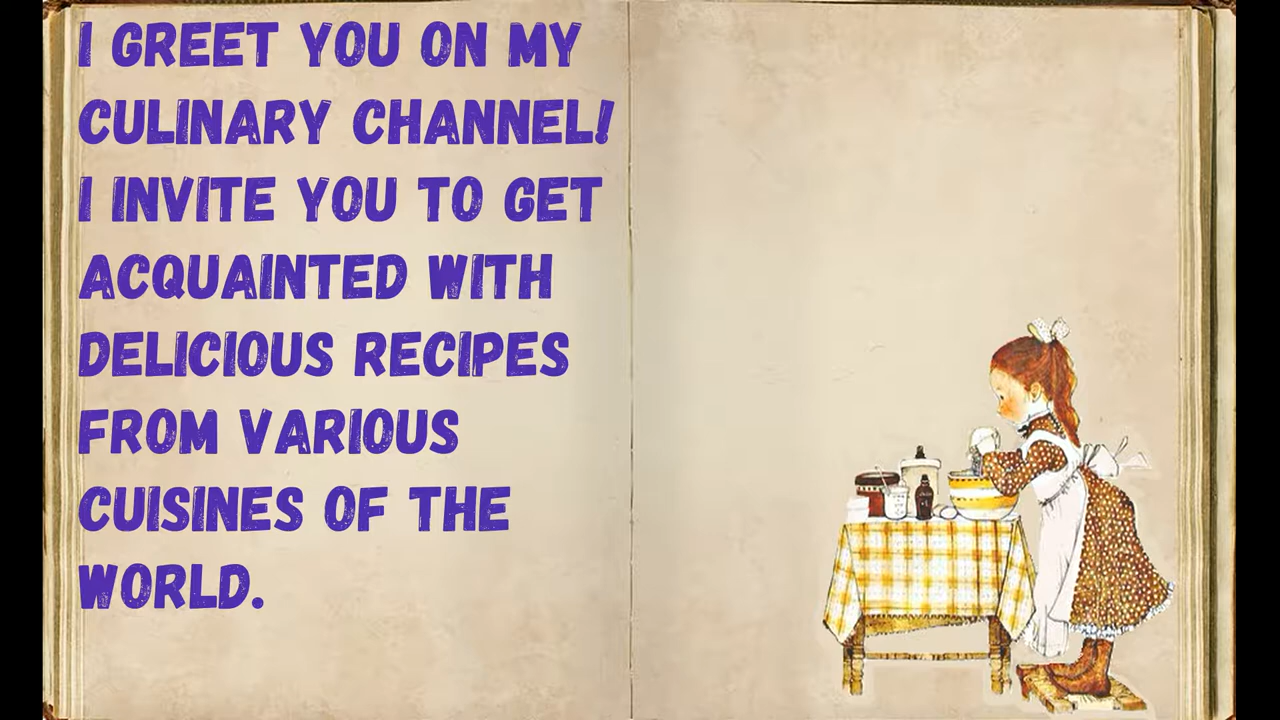 I GREET YOU ON MY
CULINARY CHANNEL!
I INVITE YOU TO GET
ACQUAINTED WITH
DELICIOUS RECIPES
FROM VARIOUS
CUISINES OF THE
WORLD.